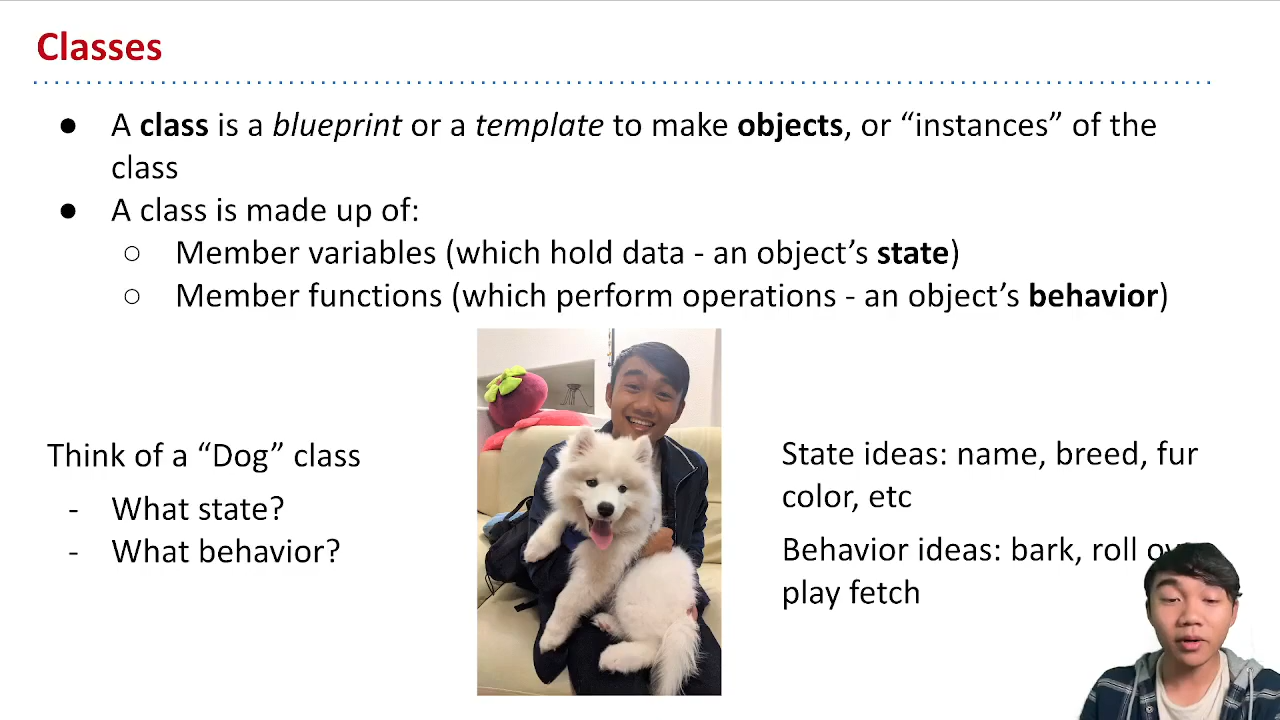 Classes
● A class is a blueprint or a template to make objects, or “instances” of the
class
● A class is made up of:
○ Member variables (which hold data - an object’s state)
○ Member functions (which perform operations - an object’s behavior)
Think of a “Dog” class
- What state?
- What behavior?
State ideas: name, breed, fur
color, etc
Behavior ideas: bark, roll
play fetch